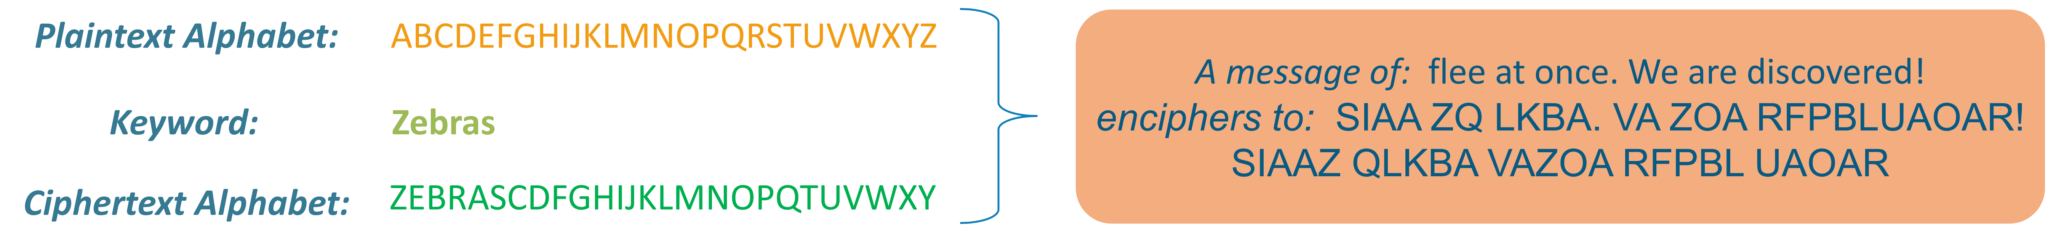 Plaintext Alphabet: ABCDEFGHIJKLMNOPQRSTUVWXYZ
Keyword: Zebras
Ciphertext Alphabet: ZEBRASCDFGHIJKLMNOPQTUVWXY
A message of: flee at once. We are discovered!
enciphers to: SIAA ZQ LKBA. VA ZOA RFPBLUAOAR!
SIAAZ QLKBA VAZOA RFPBL UAOAR